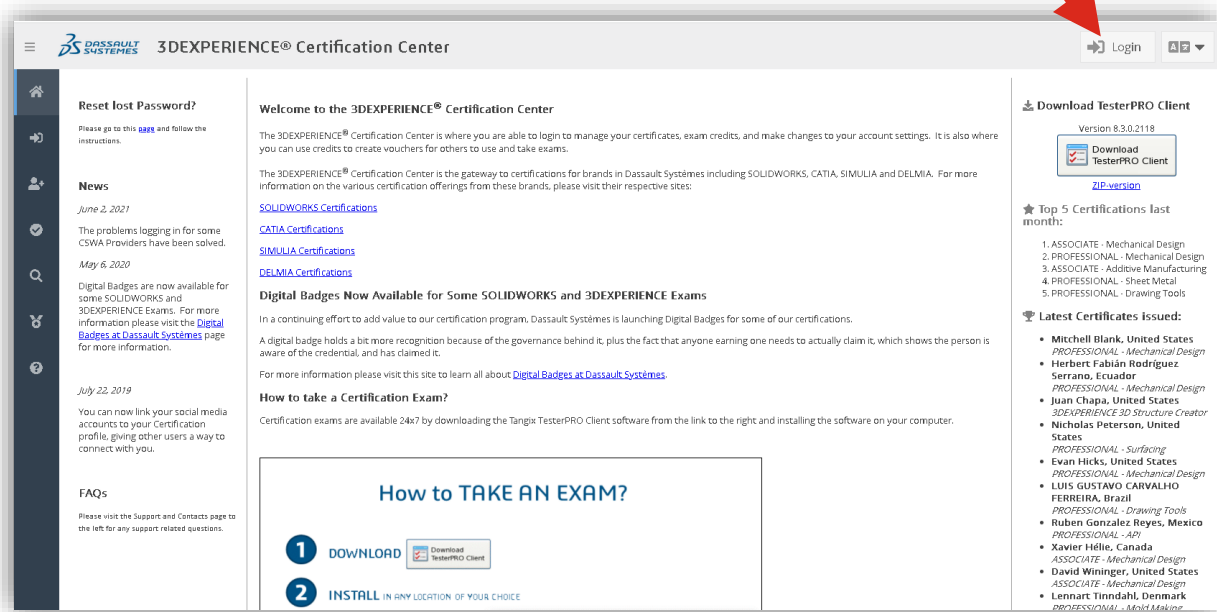 DASSAULT
SYSTEMES
3DEXPERIENCE® Certification Center
Login
Reset lost Password?
Please go to this page and follow the
instructions.
News
June 2, 2021
The problems logging in for some
CSWA Providers have been solved.
May 6, 2020
Digital Badges are now available for
some SOLIDWORKS and
3DEXPERIENCE Exams. For more
information please visit the Digital
Badges at Dassault Systèmes page
for more information.
July 22, 2019
You can now link your social media
accounts to your Certification
profile, giving other users a way to
connect with you.
FAQs
Please visit the Support and Contacts page to
the left for any support related questions.
Welcome to the 3DEXPERIENCE® Certification Center
The 3DEXPERIENCE® Certification Center is where you are able to login to manage your certificates, exam credits, and make changes to your account settings. It is also where
you can use credits to create vouchers for others to use and take exams.
The 3DEXPERIENCE® Certification Center is the gateway to certifications for brands in Dassault Systèmes including SOLIDWORKS, CATIA, SIMULIA and DELMIA. For more
information on the various certification offerings from these brands, please visit their respective sites:
SOLIDWORKS Certifications
CATIA Certifications
SIMULIA Certifications
DELMIA Certifications
Digital Badges Now Available for Some SOLIDWORKS and 3DEXPERIENCE Exams
In a continuing effort to add value to our certification program, Dassault Systèmes is launching Digital Badges for some of our certifications.
A digital badge holds a bit more recognition because of the governance behind it, plus the fact that anyone earning one needs to actually claim it, which shows the person is
aware of the credential, and has claimed it.
For more information please visit this site to learn all about Digital Badges at Dassault Systèmes.
How to take a Certification Exam?
Certification exams are available 24x7 by downloading the Tangix TesterPRO Client software from the link to the right and installing the software on your computer.
How to TAKE AN EXAM?
1 DOWNLOAD Download
TesterPRO Client
2 INSTALL IN ANY LOCATION OF YOUR CHOICE
Download TesterPRO Client
Version 8.3.0.2118
Download
TesterPRO Client
ZIP-version
Top 5 Certifications last
month:
1. ASSOCIATE - Mechanical Design
2. PROFESSIONAL - Mechanical Design
3. ASSOCIATE - Additive Manufacturing
4. PROFESSIONAL - Sheet Metal
5. PROFESSIONAL - Drawing Tools
Latest Certificates issued:
• Mitchell Blank, United States
PROFESSIONAL - Mechanical Design
• Herbert Fabián Rodríguez
Serrano, Ecuador
PROFESSIONAL - Mechanical Design
• Juan Chapa, United States
3DEXPERIENCE 3D Structure Creator
• Nicholas Peterson, United
States
PROFESSIONAL - Surfacing
• Evan Hicks, United States
PROFESSIONAL - Mechanical Design
• LUIS GUSTAVO CARVALHO
FERREIRA, Brazil
PROFESSIONAL - Drawing Tools
• Ruben Gonzalez Reyes, Mexico
PROFESSIONAL - API
• Xavier Hélie, Canada
ASSOCIATE - Mechanical Design
• David Wininger, United States
ASSOCIATE - Mechanical Design
• Lennart Tinndahl, Denmark
PROFESSIONAL - Mold Making